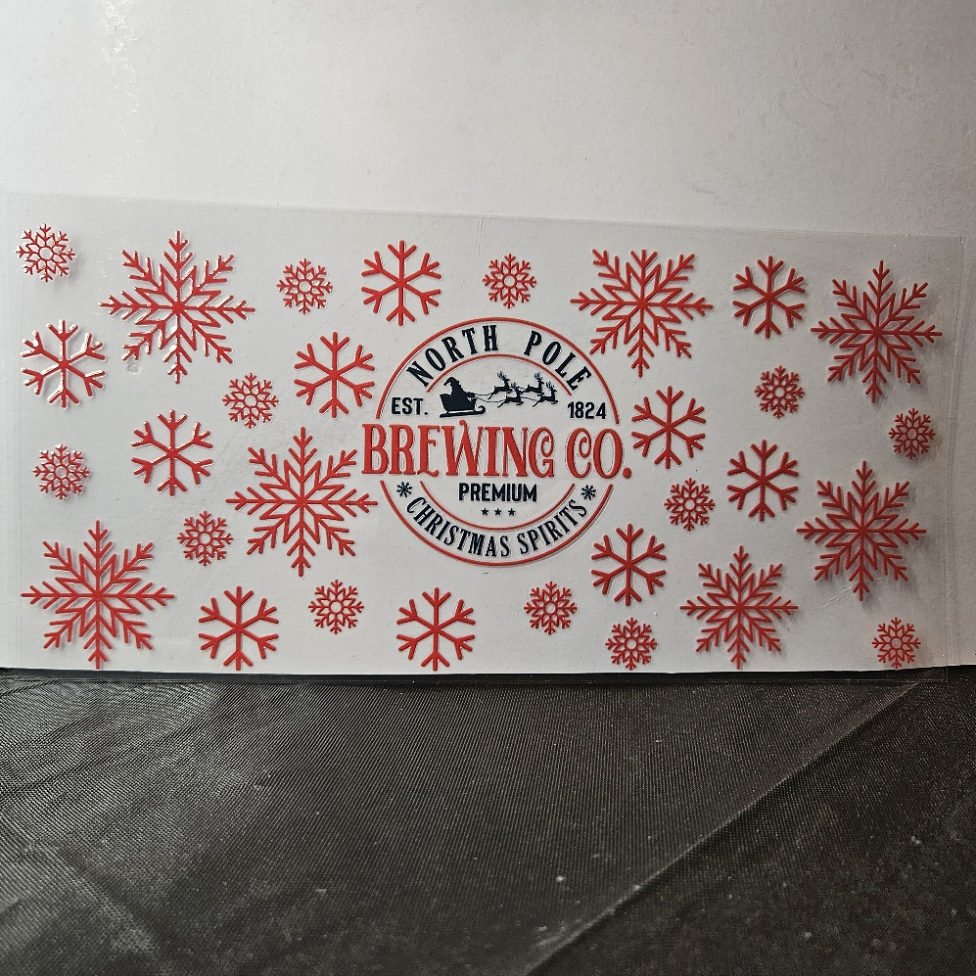 NORTH POLE
EST. 1824
BREWING CO.
PREMIUM
CHRISTMAS SPIRITS